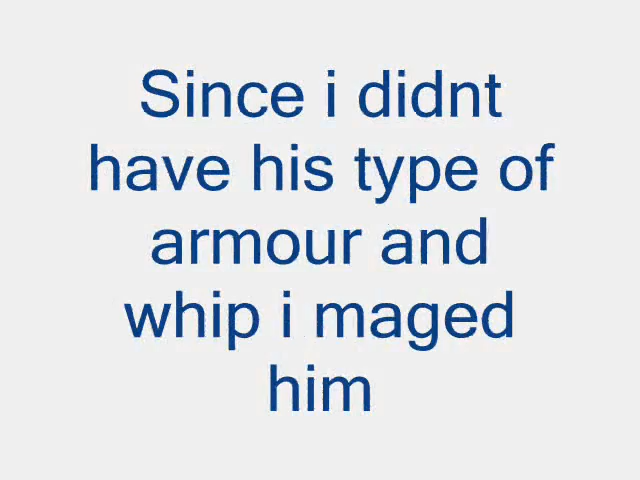 Since i didnt
have his type of
armour and
whip i maged
him